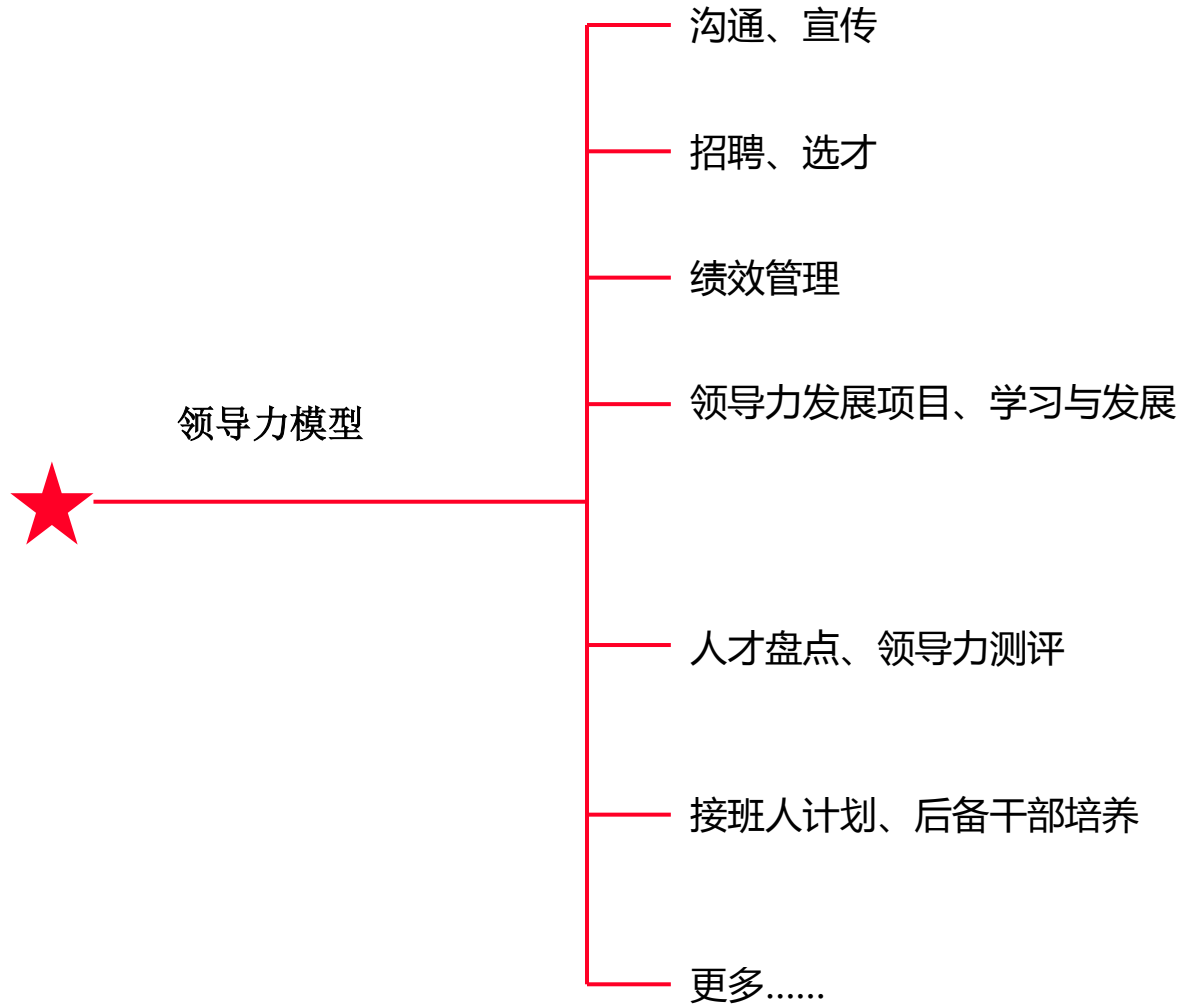 沟通、宣传
招聘、选才
绩效管理
领导力发展项目、学习与发展
领导力模型
人才盘点、领导力测评
接班人计划、后备干部培养
更多……